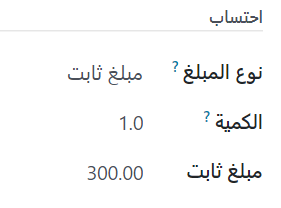 احتساب
نوع المبلغ ? مبلغ ثابت
الكمية ? 1.0
مبلغ ثابت 300.00